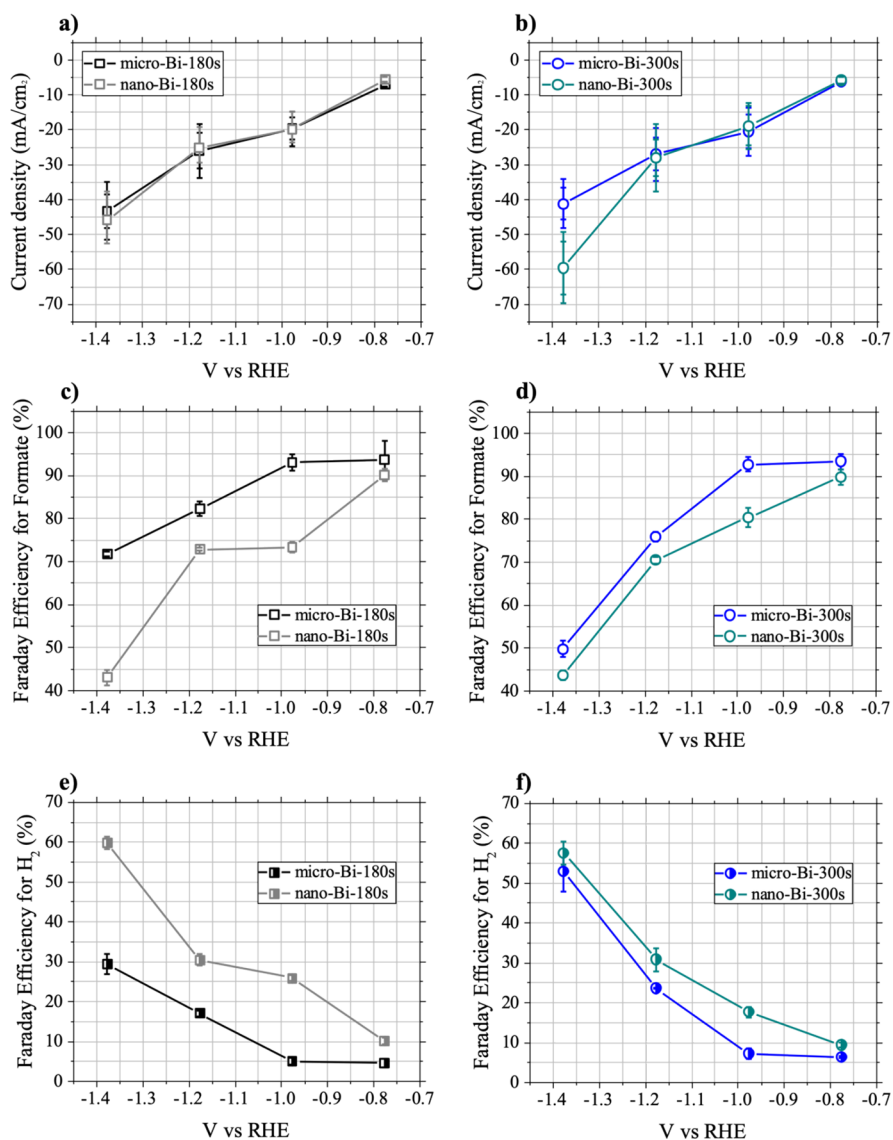 a)
micro-Bi-180s
nano-Bi-180s
Current density (mA/cm2)
0
-10
-20
-30
-40
-50
-60
-70
-1.4 -1.3 -1.2 -1.1 -1.0 -0.9 -0.8 -0.7
V vs RHE
b)
micro-Bi-300s
nano-Bi-300s
Current density (mA/cm2)
0
-10
-20
-30
-40
-50
-60
-70
-1.4 -1.3 -1.2 -1.1 -1.0 -0.9 -0.8 -0.7
V vs RHE
c)
Faraday Efficiency for Formate (%)
100
90
80
70
60
50
40
micro-Bi-180s
nano-Bi-180s
-1.4 -1.3 -1.2 -1.1 -1.0 -0.9 -0.8 -0.7
V vs RHE
d)
Faraday Efficiency for Formate (%)
100
90
80
70
60
50
40
micro-Bi-300s
nano-Bi-300s
-1.4 -1.3 -1.2 -1.1 -1.0 -0.9 -0.8 -0.7
V vs RHE
e)
Faraday Efficiency for H2 (%)
70
60
50
40
30
20
10
0
micro-Bi-180s
nano-Bi-180s
-1.4 -1.3 -1.2 -1.1 -1.0 -0.9 -0.8 -0.7
V vs RHE
f)
Faraday Efficiency for H2 (%)
70
60
50
40
30
20
10
0
micro-Bi-300s
nano-Bi-300s
-1.4 -1.3 -1.2 -1.1 -1.0 -0.9 -0.8 -0.7
V vs RHE